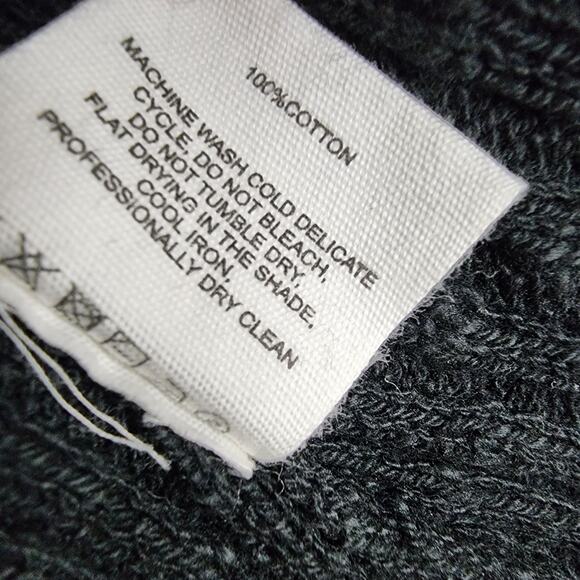 100%COTTON
MACHINE WASH COLD DELICATE
CYCLE, DO NOT BLEACH,
DO NOT TUMBLE DRY,
FLAT DRYING IN THE SHADE,
COOL IRON.
PROFESSIONALLY DRY CLEAN